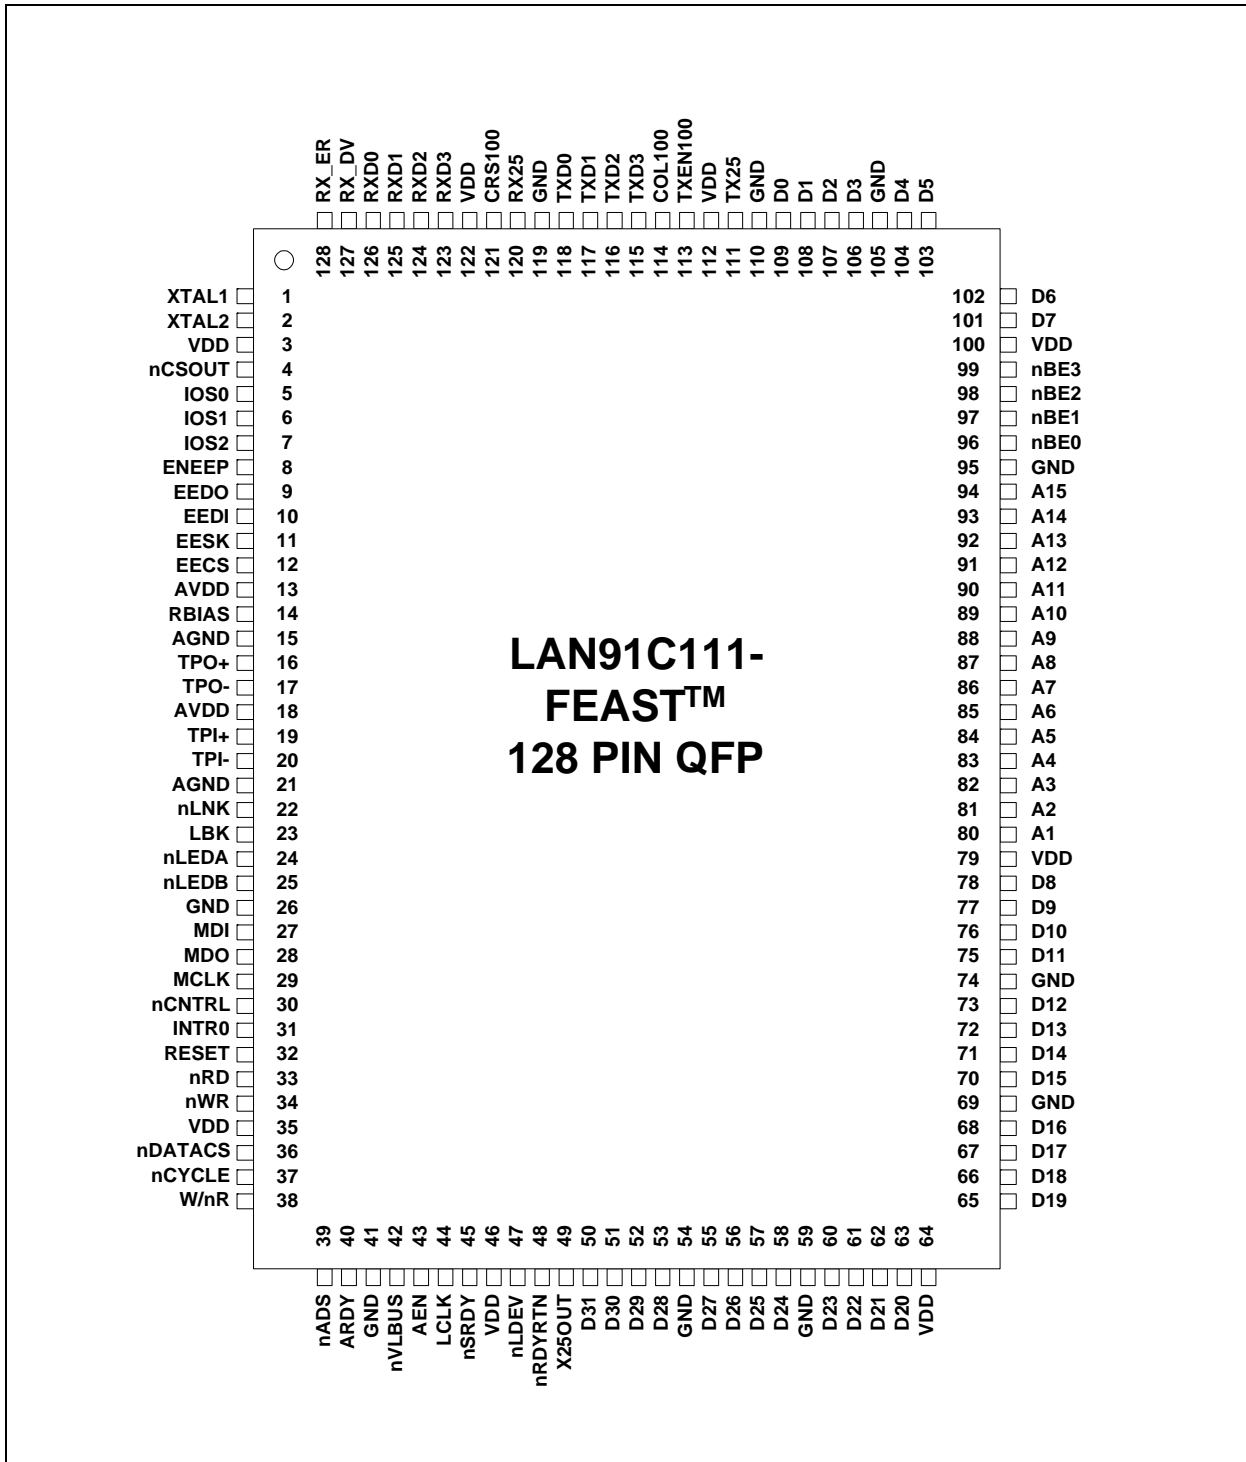 RX_ER RX_DV RXD0 RXD1 RXD2 RXD3 VDD CRS100 RX25 GND TXD0 TXD1 TXD2 TXD3 COL100 TXEN100 VDD TX25 GND D0 D1 D2 D3 GND D4 D5
128 127 126 125 124 123 122 121 120 119 118 117 116 115 114 113 112 111 110 109 108 107 106 105 104 103
XTAL1 1 102 D6
XTAL2 2 101 D7
VDD 3 100 VDD
nCSOUT 4 99 nBE3
IOS0 5 98 nBE2
IOS1 6 97 nBE1
IOS2 7 96 nBE0
ENEEP 8 95 GND
EEDO 9 94 A15
EEDI 10 93 A14
EESK 11 92 A13
EECS 12 91 A12
AVDD 13 90 A11
RBIAS 14 89 A10
AGND 15 88 A9
TPO+ 16 87 A8
TPO- 17 86 A7
AVDD 18 85 A6
TPI+ 19 84 A5
TPI- 20 83 A4
AGND 21 82 A3
nLNK 22 81 A2
LBK 23 80 A1
nLEDA 24 79 VDD
nLEDB 25 78 D8
GND 26 77 D9
MDI 27 76 D10
MDO 28 75 D11
MCLK 29 74 GND
nCNTRL 30 73 D12
INTR0 31 72 D13
RESET 32 71 D14
nRD 33 70 D15
nWR 34 69 GND
VDD 35 68 D16
nDATACS 36 67 D17
nCYCLE 37 66 D18
W/nR 38 65 D19
LAN91C111-
FEAST™
128 PIN QFP
39 40 41 42 43 44 45 46 47 48 49 50 51 52 53 54 55 56 57 58 59 60 61 62 63 64
nADS ARDY GND nVLBUS AEN LCLK nSRDY VDD nLDEV nRDYRTN X25OUT D31 D30 D29 D28 GND D27 D26 D25 D24 GND D23 D22 D21 D20 VDD